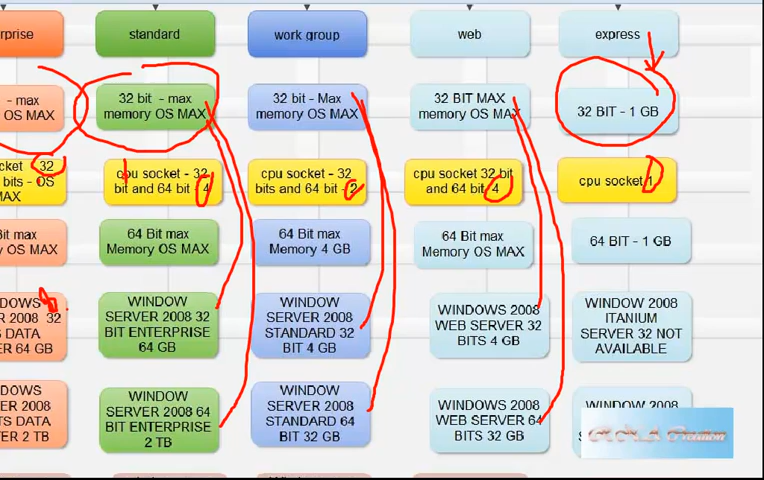 rprise
standard
work group
web
express
- max
OS MAX
32 bit - max
memory OS MAX
32 bit - Max
memory OS MAX
32 BIT MAX
memory OS MAX
32 BIT - 1 GB
cket 32
bits - OS
MAX
cpu socket - 32
bit and 64 bit - 4
cpu socket - 32
bits and 64 bit - 2
cpu socket 32 bit
and 64 bit- 4
cpu socket 1
it max
y OS MAX
64 Bit max
Memory OS MAX
64 Bit max
Memory 4 GB
64 Bit max
Memory OS MAX
64 BIT - 1 GB
DOWS
8 32
S DATA
ER 64 GB
WINDOW
SERVER 2008 32
BIT ENTERPRISE
64 GB
WINDOW
SERVER 2008
STANDARD 32
BIT 4 GB
WINDOWS 2008
WEB SERVER 32
BITS 4 GB
WINDOW 2008
ITANIUM
SERVER 32 NOT
AVAILABLE
DOWS
ER 2008
TS DATA
ER 2 TB
WINDOW
SERVER 2008 64
BIT ENTERPRISE
2 TB
WINDOW
SERVER 2008
STANDARD 64
BIT 32 GB
WINDOWS 2008
WEB SERVER 64
BITS 32 GB
WINDOW 2008
Creation